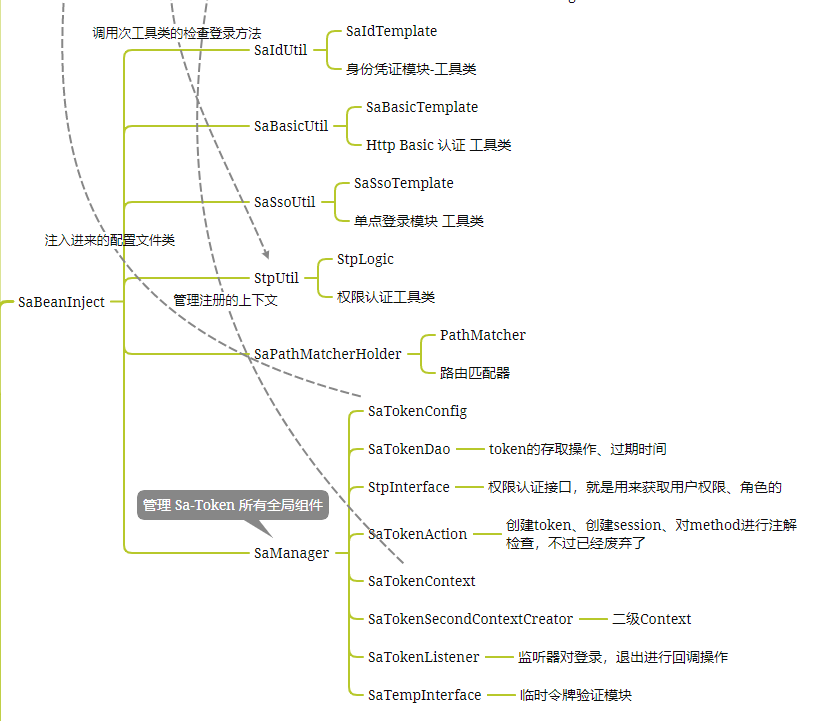 调用次工具类的检查登录方法
SaIdUtil
SaIdTemplate
身份凭证模块-工具类
SaBasicUtil
SaBasicTemplate
Http Basic 认证 工具类
SaSsoUtil
SaSsoTemplate
单点登录模块 工具类
注入进来的配置文件类
SaBeanInject
StpUtil
StpLogic
权限认证工具类
管理注册的上下文
SaPathMatcherHolder
PathMatcher
路由匹配器
管理 Sa-Token 所有全局组件
SaManager
SaTokenConfig
SaTokenDao
token的存取操作、过期时间
StpInterface
权限认证接口，就是用来获取用户权限、角色的
SaTokenAction
创建token、创建session、对method进行注解
检查，不过已经废弃了
SaTokenContext
SaTokenSecondContextCreator
二级Context
SaTokenListener
监听器对登录，退出进行回调操作
SaTempInterface
临时令牌验证模块